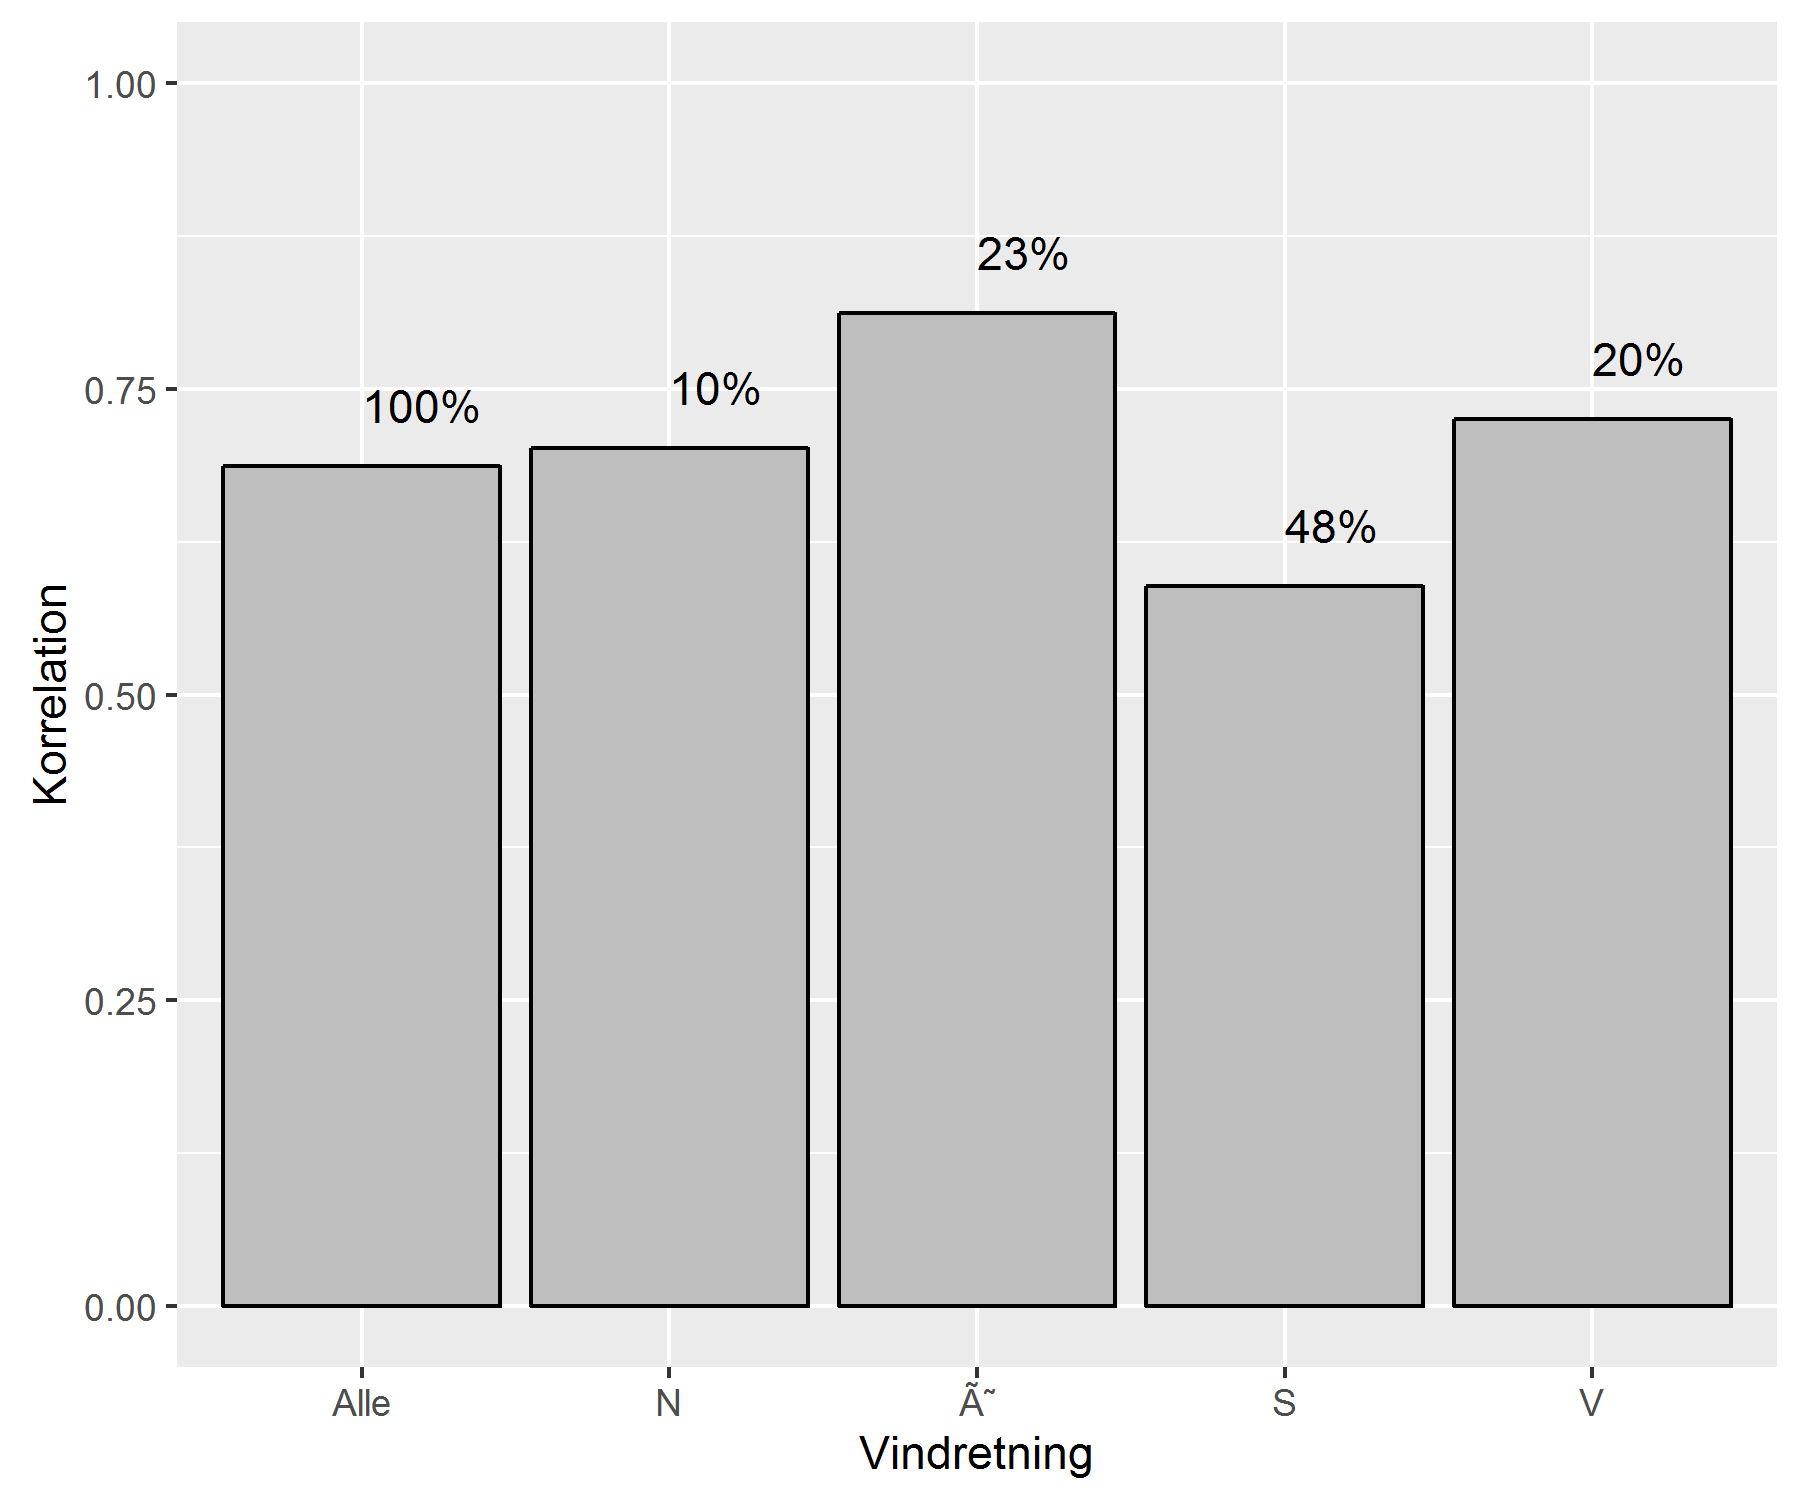 Korrelation
1.00
0.75
0.50
0.25
0.00
100%
10%
23%
48%
20%
Alle
N
Ã˜
S
V
Vindretning